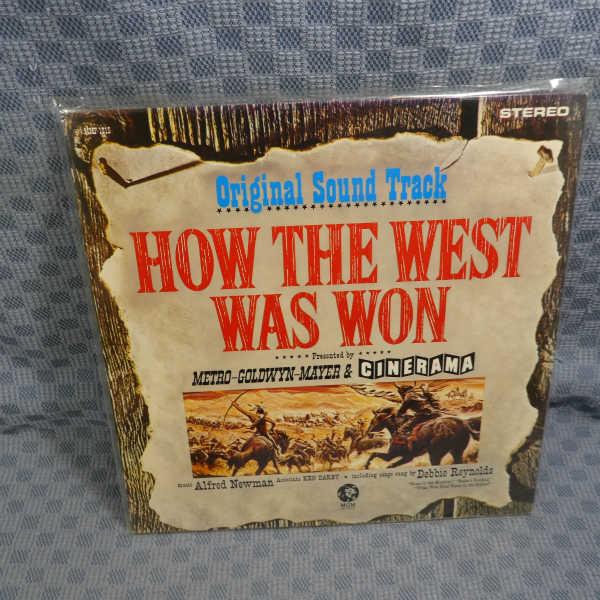 STEREO
Original Sound Track
HOW THE WEST
WAS WON
Presented by
METRO-GOLDWYN-MAYER & CINERAMA
music Alfred Newman Associate KEN DARBY • including songs sung by Debbie Reynolds
MGM